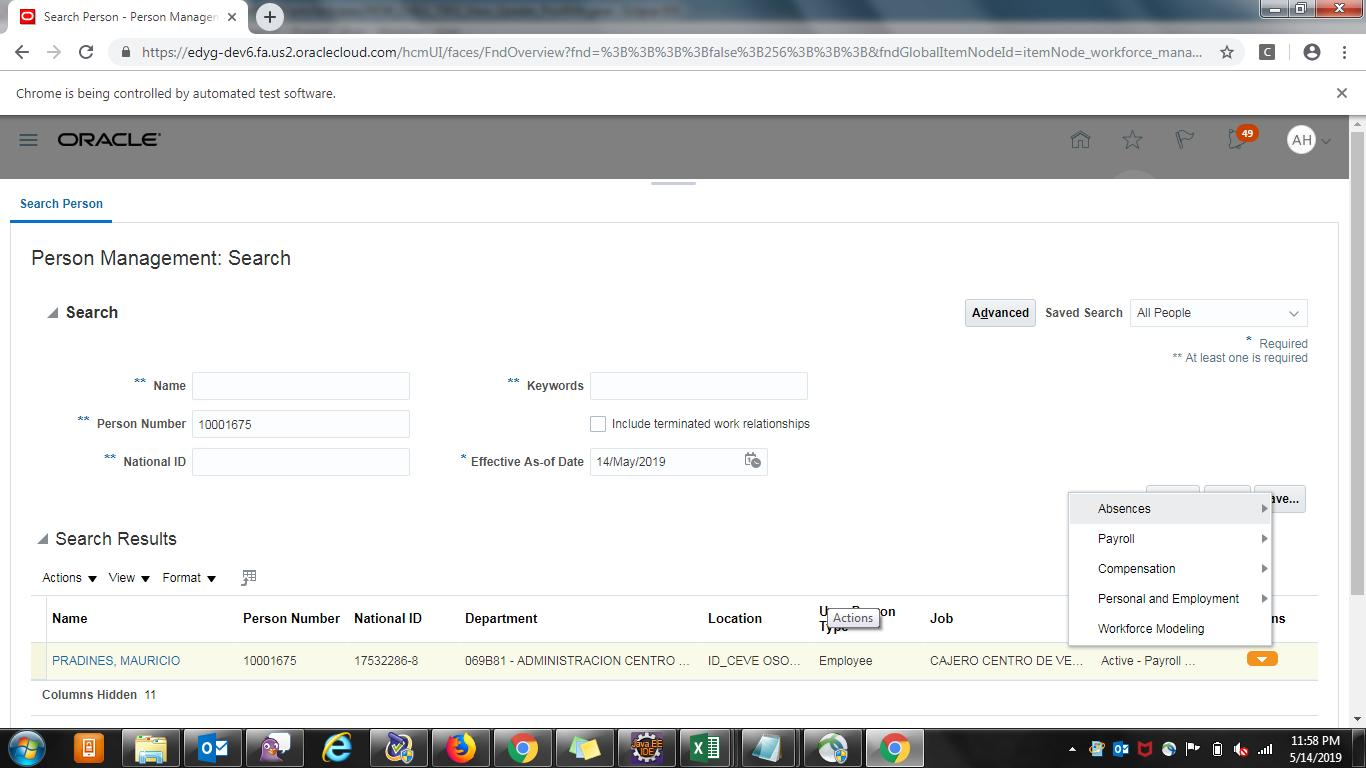 Search Person - Person Managen
https://edyg-dev6.fa.us2.oraclecloud.com/hcmUI/faces/FndOverview?fnd=%3B%3B%3B%3Bfalse%3B256%3B%3B%3B&fndGlobalItemNodeId=itemNode_workforce_mana...
C
Chrome is being controlled by automated test software.
ORACLE
49
AH
Search Person
Person Management: Search
Search
Advanced
Saved Search
All People
* Required
** At least one is required
** Name
** Keywords
** Person Number
10001675
Include terminated work relationships
** National ID
* Effective As-of Date
14/May/2019
ave...
Absences
Payroll
Compensation
Personal and Employment
Workforce Modeling
Search Results
Actions
View
Format
Name
Person Number
National ID
Department
Location
Type
Actions
Job
PRADINES, MAURICIO
10001675
17532286-8
069B81 - ADMINISTRACION CENTRO ...
ID_CEVE OSO...
Employee
CAJERO CENTRO DE VE...
Active - Payroll ...
Columns Hidden 11
Java EE
IDE
11:58 PM
5/14/2019